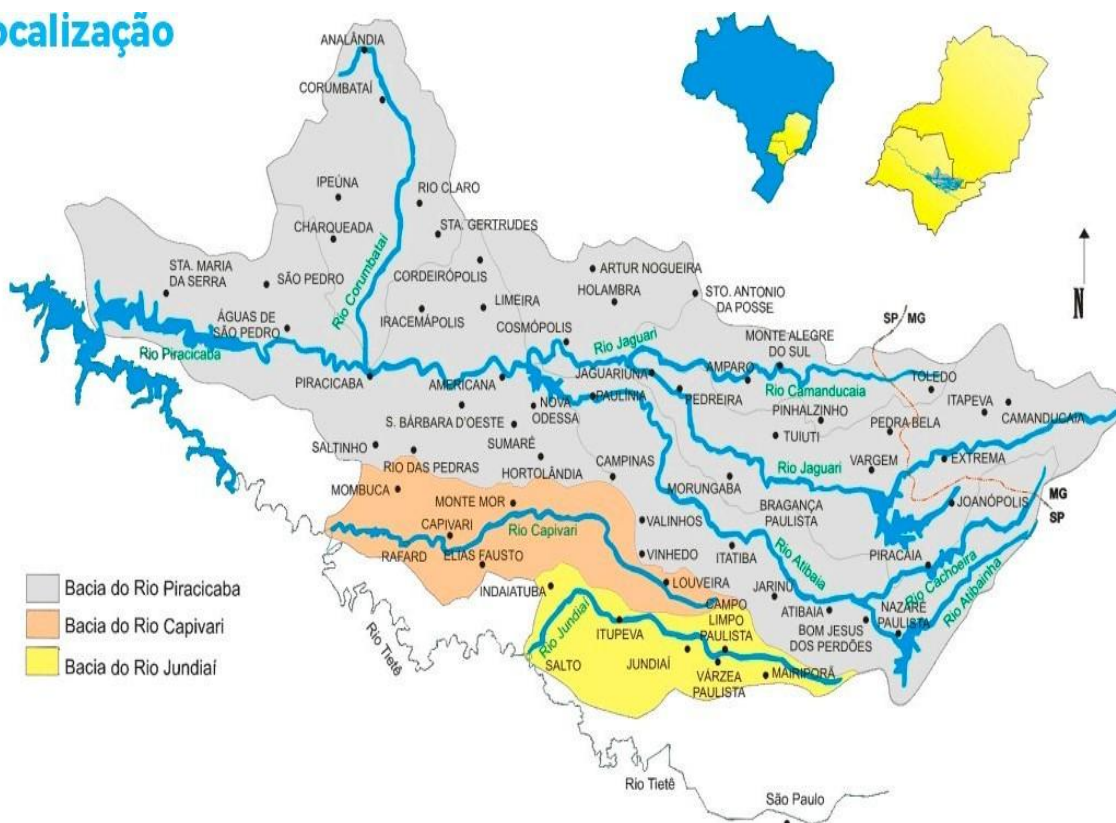 ocalização
ANALÂNDIA
CORUMBATAÍ
IPEÚNA
RIO CLARO
CHARQUEADA
STA. GERTRUDES
STA. MARIA
DA SERRA
SÃO PEDRO
CORDEIRÓPOLIS
ARTUR NOGUEIRA
HOLAMBRA
STO. ANTONIO
DA POSSE
N
Rio Corumbataí
ÁGUAS DE
SÃO PEDRO
IRACEMÁPOLIS
LIMEIRA
COSMÓPOLIS
SP / MG
Rio Piracicaba
Rio Jaguari
MONTE ALEGRE
DO SUL
PIRACICABA
AMERICANA
JAGUARIUNA
AMPARO
TOLEDO
Rio Camanducaia
PAULÍNIA
PEDREIRA
ITAPEVA
CAMANDUCAIA
NOVA
ODESSA
S. BÁRBARA D'OESTE
PINHALZINHO
PEDRA BELA
TUIUTI
SALTINHO
SUMARÉ
RIO DAS PEDRAS
HORTOLÂNDIA
CAMPINAS
Rio Jaguari
VARGEM
EXTREMA
MOMBUCA
MONTE MOR
MORUNGABA
BRAGANÇA
PAULISTA
JOANÓPOLIS
MG
SP
CAPIVARI
Rio Capivari
VALINHOS
RAFARD
ELIAS FAUSTO
VINHEDO
ITATIBA
Rio Atibaia
PIRACAIA
Rio Cachoeira
Rio Atibainha
INDAIATUBA
LOUVEIRA
JARINU
ATIBAIA
NAZARÉ
PAULISTA
CAMPO
LIMPO
PAULISTA
BOM JESUS
DOS PERDÕES
Rio Jundiaí
ITUPEVA
SALTO
JUNDIAÍ
VÁRZEA
PAULISTA
MAIRIPORÃ
Bacia do Rio Piracicaba
Bacia do Rio Capivari
Bacia do Rio Jundiaí
Rio Tietê
Rio Tietê
São Paulo